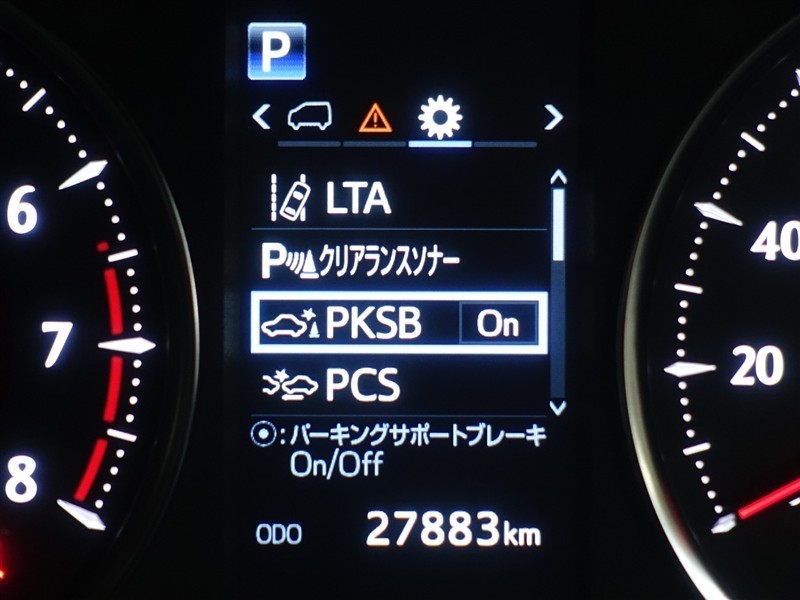 P
LTA
Pクリアランスソナー
PKSB On
PCS
:パーキングサポートブレーキ
On/Off
ODO 27883km
6
7
8
40
20